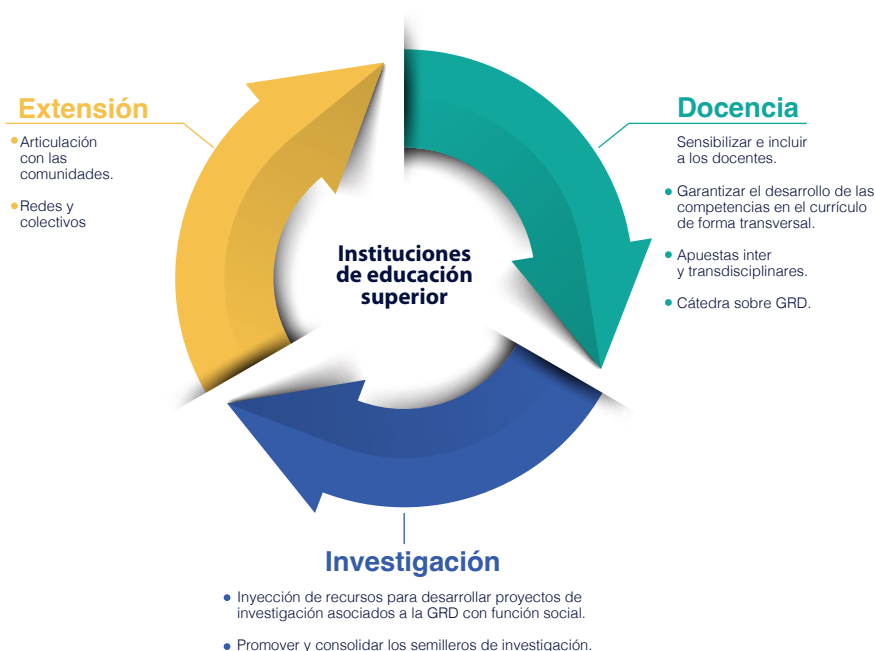 Extensión
• Articulación
con las
comunidades.
• Redes y
colectivos
Docencia
Sensibilizar e incluir
a los docentes.
• Garantizar el desarrollo de las
competencias en el currículo
de forma transversal.
• Apuestas inter
y transdisciplinares.
• Cátedra sobre GRD.
Instituciones
de educación
superior
Investigación
• Inyección de recursos para desarrollar proyectos de
investigación asociados a la GRD con función social.
• Promover y consolidar los semilleros de investigación.